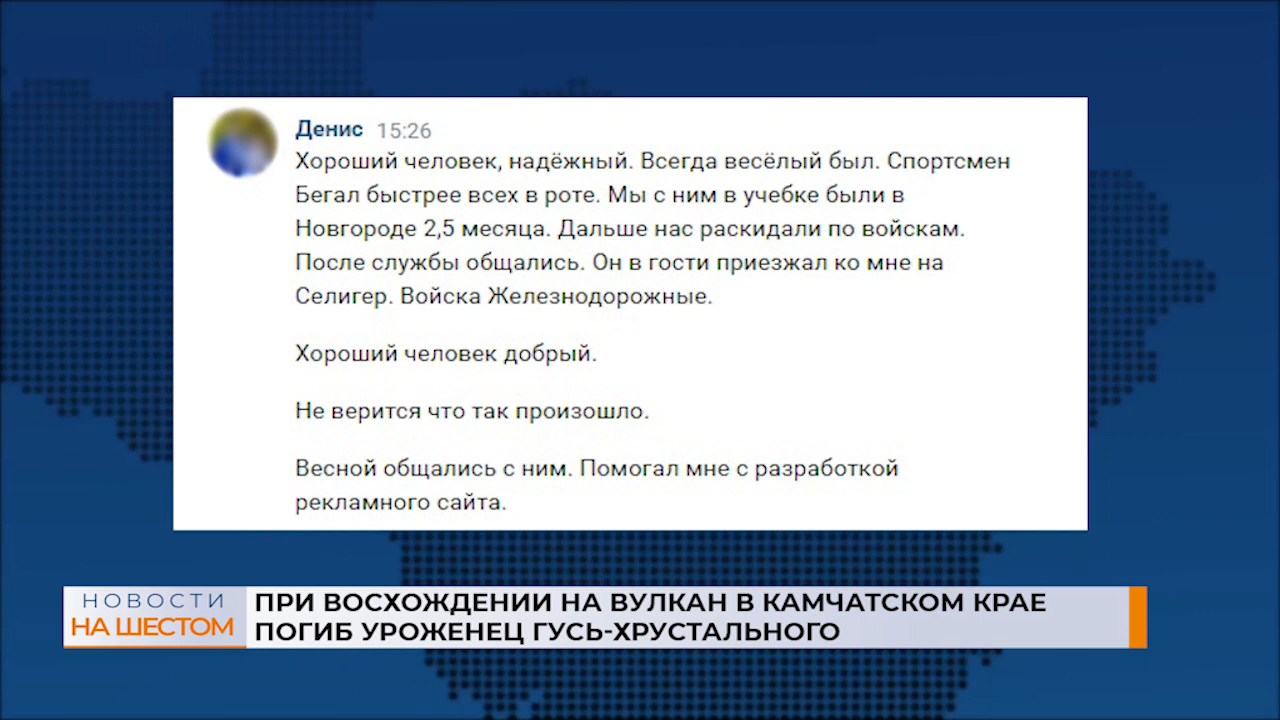 Денис 15:26
Хороший человек, надёжный. Всегда весёлый был. Спортсмен
Бегал быстрее всех в роте. Мы с ним в учебке были в
Новгороде 2,5 месяца. Дальше нас раскидали по войскам.
После службы общались. Он в гости приезжал ко мне на
Селигер. Войска Железнодорожные.
Хороший человек добрый.
Не верится что так произошло.
Весной общались с ним. Помогал мне с разработкой
рекламного сайта.
НОВОСТИ
НА ШЕСТОМ
ПРИ ВОСХОЖДЕНИИ НА ВУЛКАН В КАМЧАТСКОМ КРАЕ
ПОГИБ УРОЖЕНЕЦ ГУСЬ-ХРУСТАЛЬНОГО